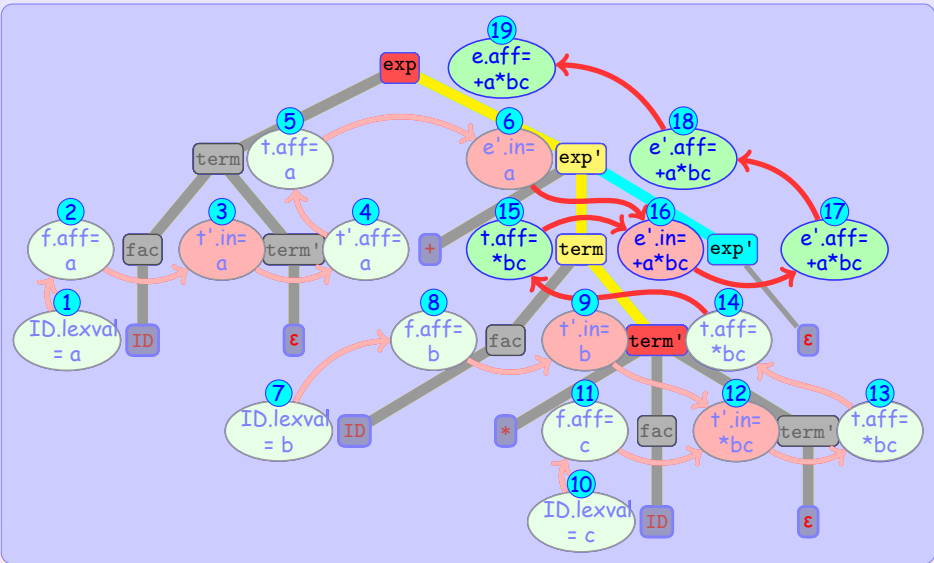 19
exp
e.aff=
+a*bc
5
6
18
term
t.aff=
a
e'.in=
a
exp'
e'.aff=
+a*bc
2
3
4
15
16
17
f.aff=
a
fac
t'.in=
a
term'
t'.aff=
a
+
t.aff=
*bc
term
e'.in=
+a*bc
exp'
e'.aff=
+a*bc
1
8
9
14
ID.lexval
= a
ID
ε
f.aff=
b
fac
t'.in=
b
term'
t.aff=
*bc
ε
7
11
12
13
ID.lexval
= b
ID
*
f.aff=
c
fac
t'.in=
*bc
term'
t.aff=
*bc
10
ID.lexval
= c
ID
ε